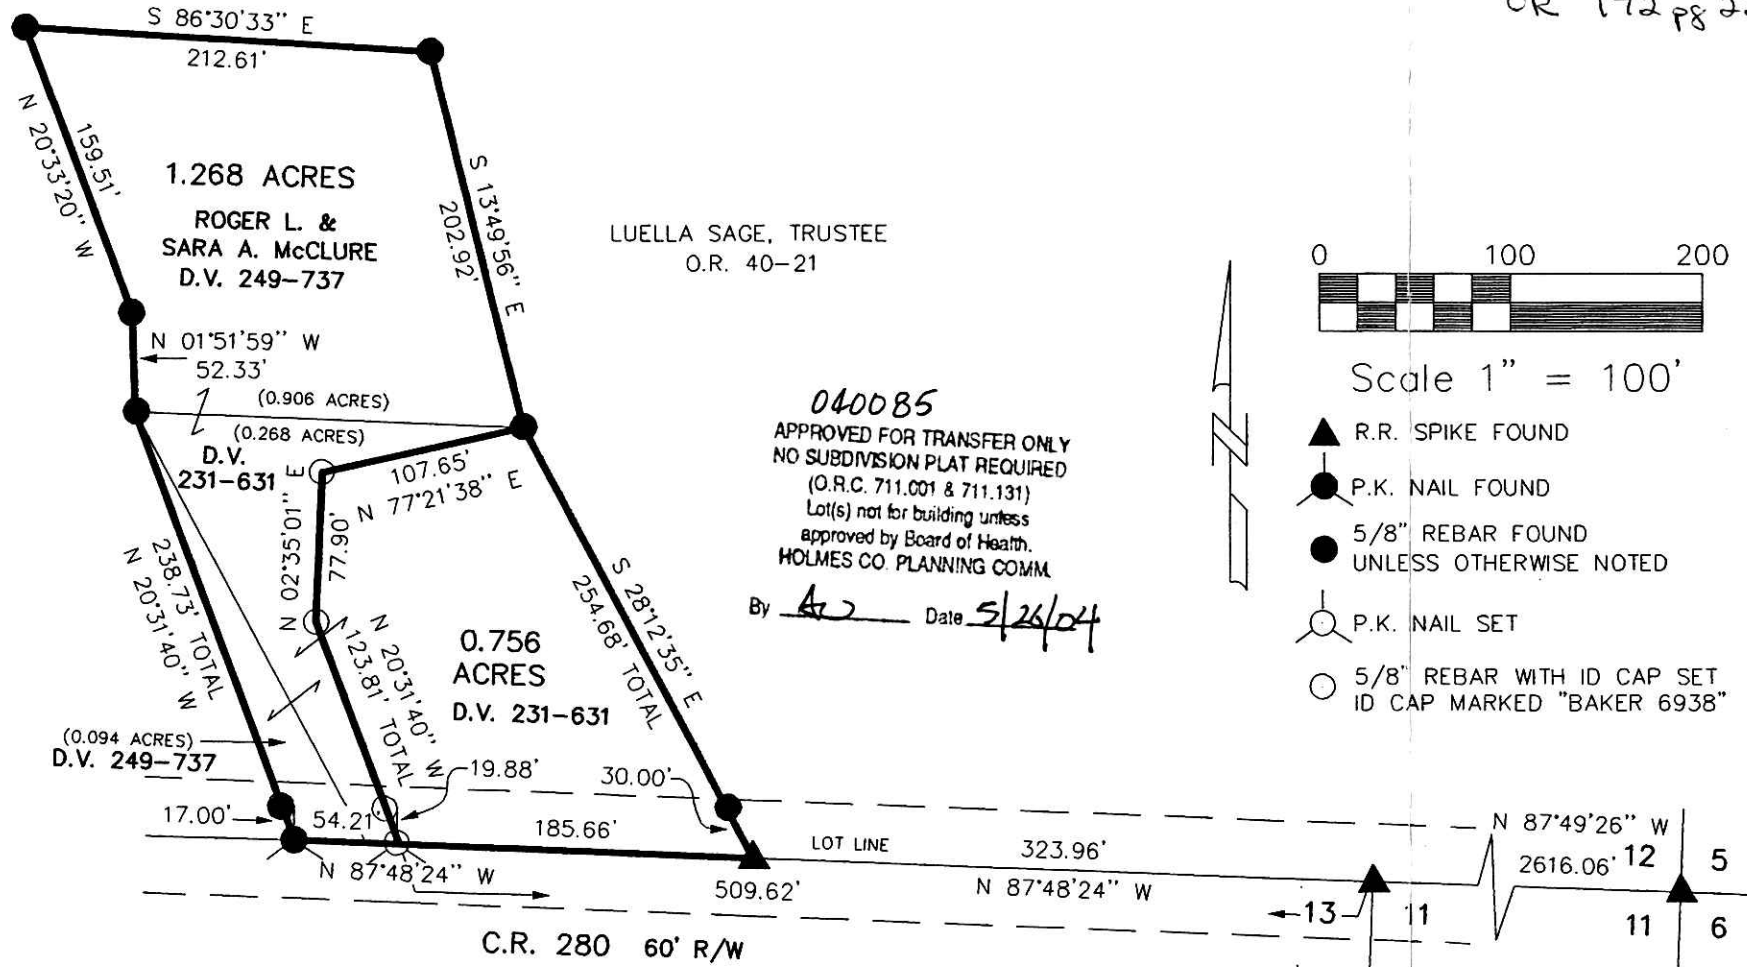 OR 172 pg
S 86°30'33" E
212.61'
N 20°33'20" W
159.51'
1.268 ACRES
ROGER L. &
SARA A. McCLURE
D.V. 249-737
S 13°49'56" E
202.92'
LUELLA SAGE, TRUSTEE
O.R. 40-21
N 01°51'59" W
52.33'
(0.906 ACRES)
(0.268 ACRES)
D.V.
231-631
107.65'
N 77°21'38" E
N 02°35'01" E
77.90'
238.73' TOTAL
N 20°31'40" W
N 20°31'40" W
123.81' TOTAL
0.756
ACRES
D.V. 231-631
S 28°12'35" E
254.68' TOTAL
(0.094 ACRES)
D.V. 249-737
19.88'
30.00'
17.00'
54.21'
185.66'
LOT LINE
323.96'
N 87°48'24" W
509.62'
N 87°48'24" W
C.R. 280 60' R/W
040085
APPROVED FOR TRANSFER ONLY
NO SUBDIVISION PLAT REQUIRED
(O.R.C. 711.001 & 711.131)
Lot(s) not for building unless
approved by Board of Health.
HOLMES CO. PLANNING COMM.
By AW Date 5/26/04
0 100 200
Scale 1" = 100'
R.R. SPIKE FOUND
P.K. NAIL FOUND
5/8" REBAR FOUND
UNLESS OTHERWISE NOTED
P.K. NAIL SET
5/8" REBAR WITH ID CAP SET
ID CAP MARKED "BAKER 6938"
N 87°49'26" W
2616.06'
12 5
13 11
11 6
N